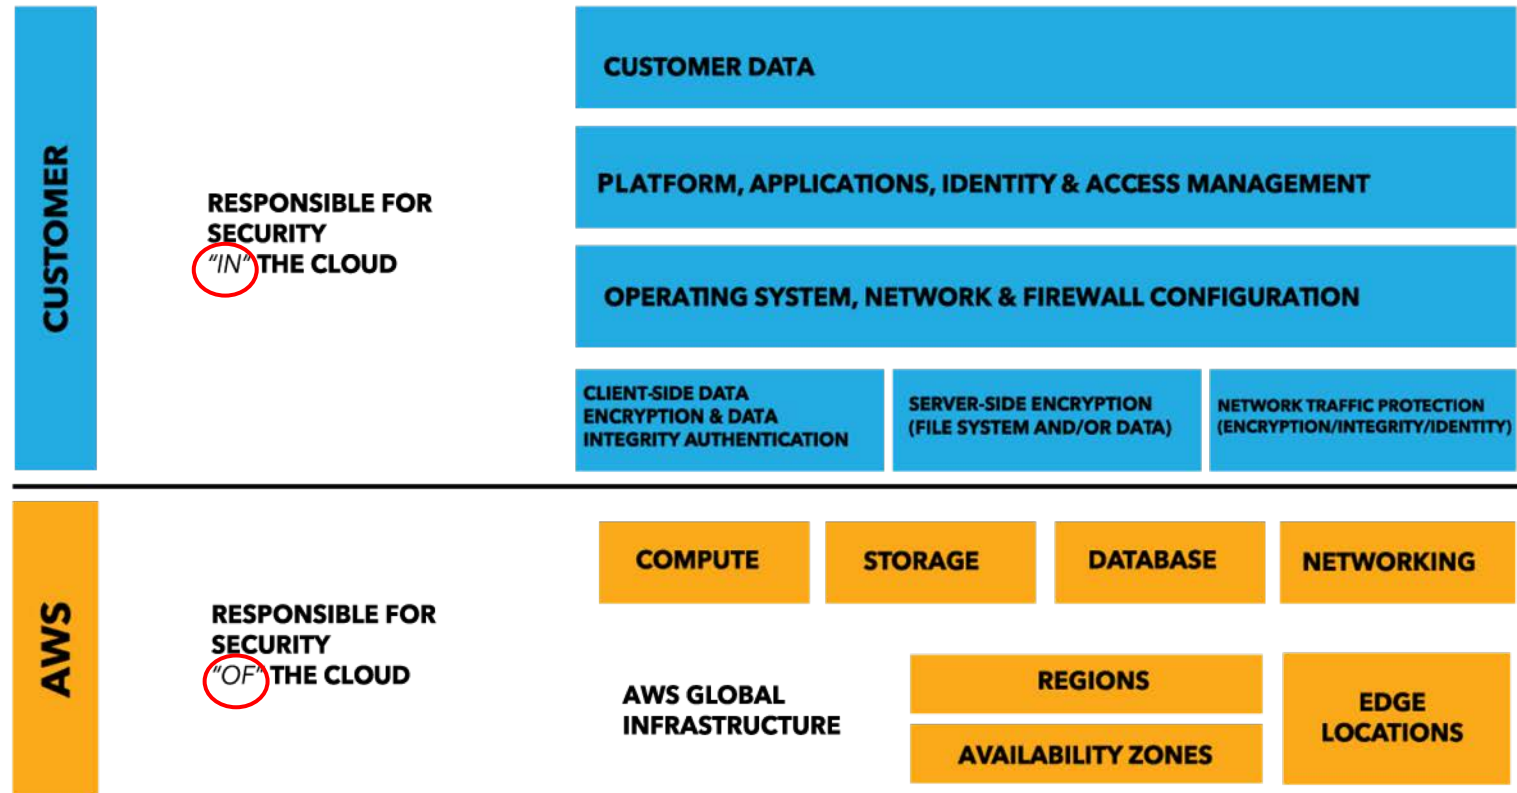 CUSTOMER
RESPONSIBLE FOR
SECURITY
"IN" THE CLOUD
CUSTOMER DATA
PLATFORM, APPLICATIONS, IDENTITY & ACCESS MANAGEMENT
OPERATING SYSTEM, NETWORK & FIREWALL CONFIGURATION
CLIENT-SIDE DATA
ENCRYPTION & DATA
INTEGRITY AUTHENTICATION
SERVER-SIDE ENCRYPTION
(FILE SYSTEM AND/OR DATA)
NETWORK TRAFFIC PROTECTION
(ENCRYPTION/INTEGRITY/IDENTITY)
AWS
RESPONSIBLE FOR
SECURITY
"OF" THE CLOUD
COMPUTE
STORAGE
DATABASE
NETWORKING
AWS GLOBAL
INFRASTRUCTURE
REGIONS
AVAILABILITY ZONES
EDGE
LOCATIONS